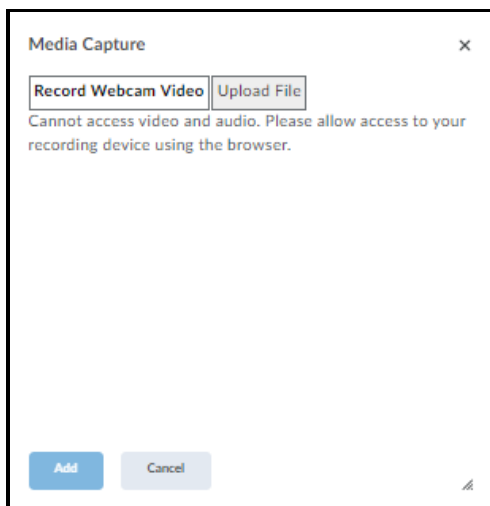 Media Capture ×
Record Webcam Video Upload File
Cannot access video and audio. Please allow access to your
recording device using the browser.
Add Cancel